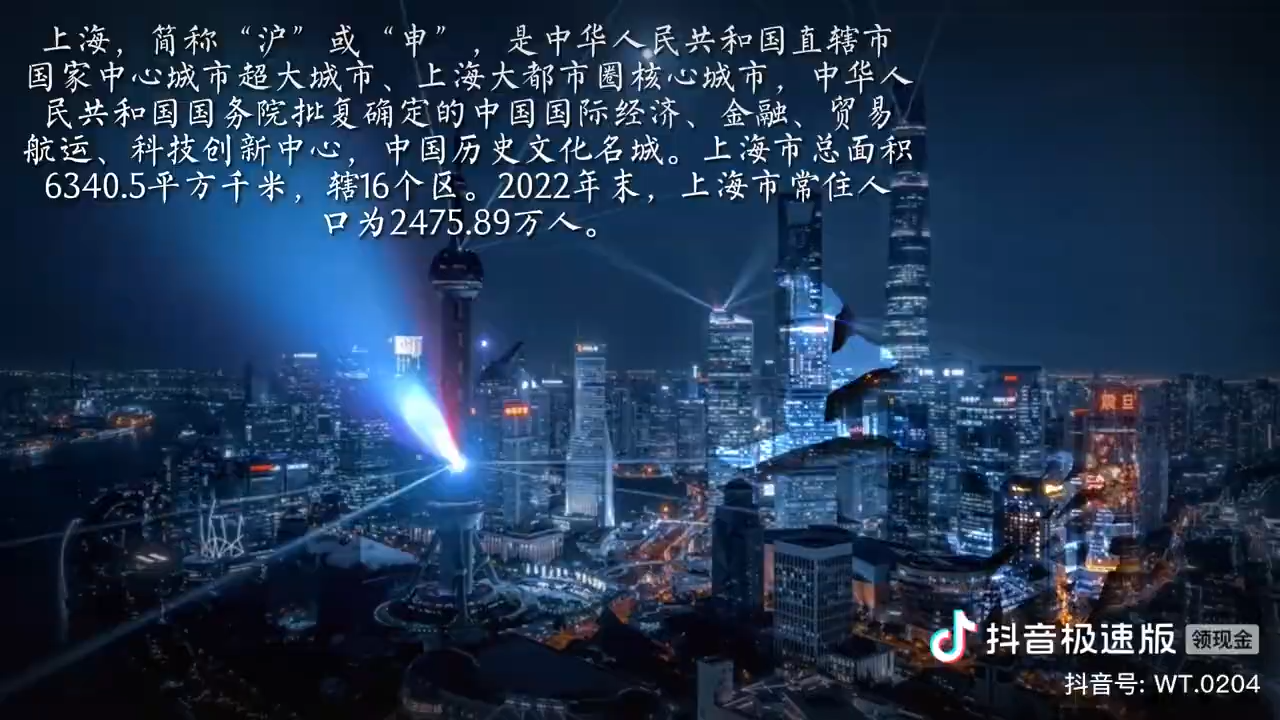 上海，简称“沪”或“申”，是中华人民共和国直辖市
国家中心城市超大城市、上海大都市圈核心城市，中华人
民共和国国务院批复确定的中国国际经济、金融、贸易
航运、科技创新中心，中国历史文化名城。上海市总面积
6340.5平方千米，辖16个区。2022年末，上海市常住人
口为2475.89万人。
震旦
抖音极速版 领现金
抖音号: WT.0204